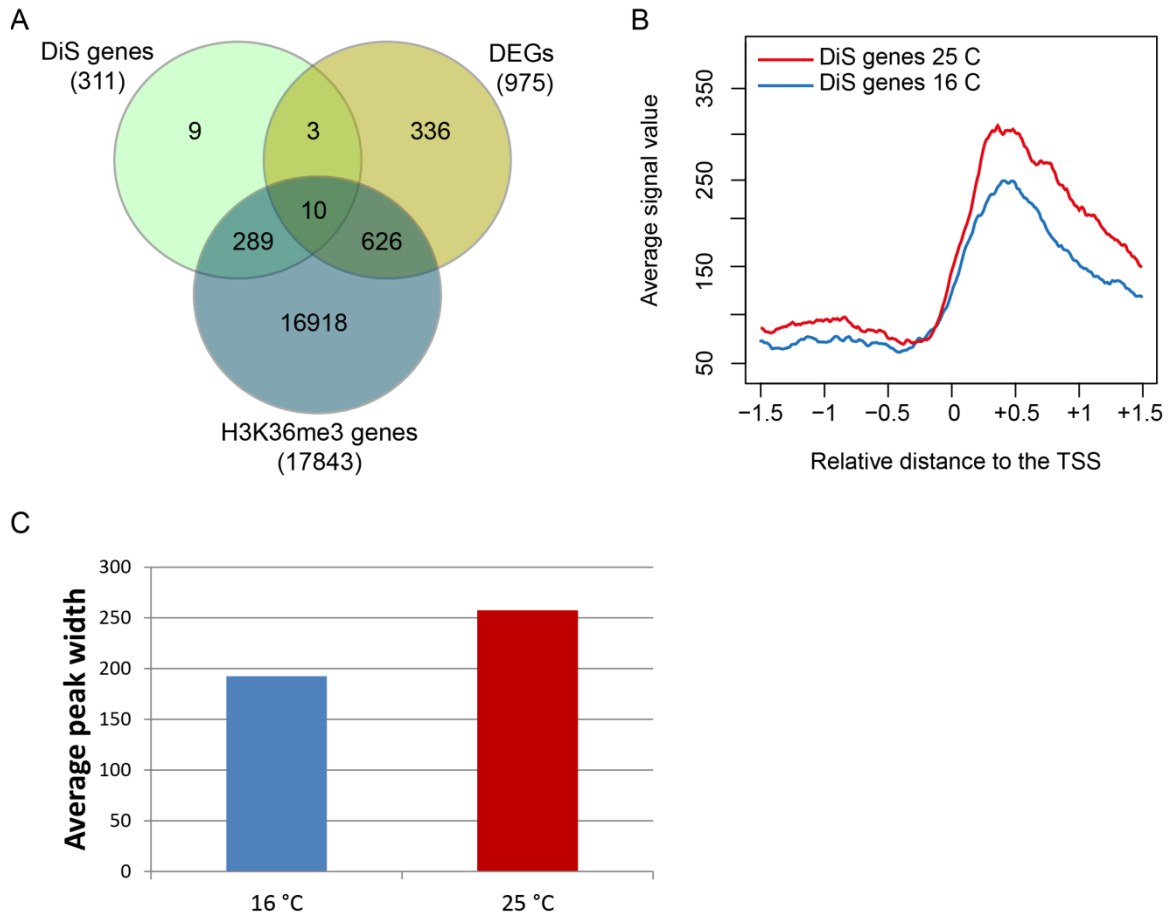 A
DiS genes
(311)
DEGs
(975)
9
3
336
10
289
626
16918
H3K36me3 genes
(17843)
B
DiS genes 25 C
DiS genes 16 C
Average signal value
350
250
150
50
−1.5
−1
−0.5
0
+0.5
+1
+1.5
Relative distance to the TSS
C
Average peak width
300
250
200
150
100
50
0
16 °C
25 °C